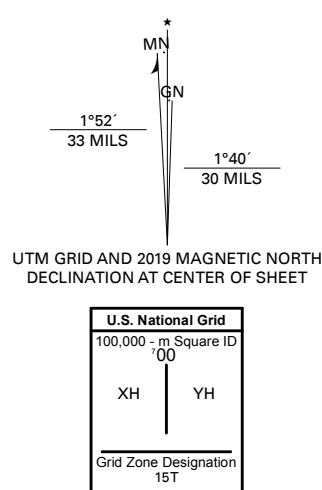 ★
MN
GN
1°52´
33 MILS
1°40´
30 MILS
UTM GRID AND 2019 MAGNETIC NORTH
DECLINATION AT CENTER OF SHEET
U.S. National Grid
100,000 - m Square ID
⁷00
XH YH
Grid Zone Designation
15T